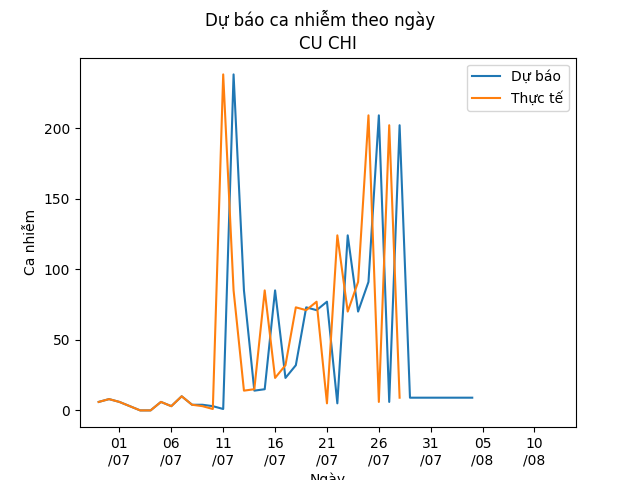 Dự báo ca nhiễm theo ngày
CU CHI
Dự báo
Thực tế
Ca nhiễm
200
150
100
50
0
01 06 11 16 21 26 31 05 10
/07 /07 /07 /07 /07 /07 /07 /08 /08
Ngày